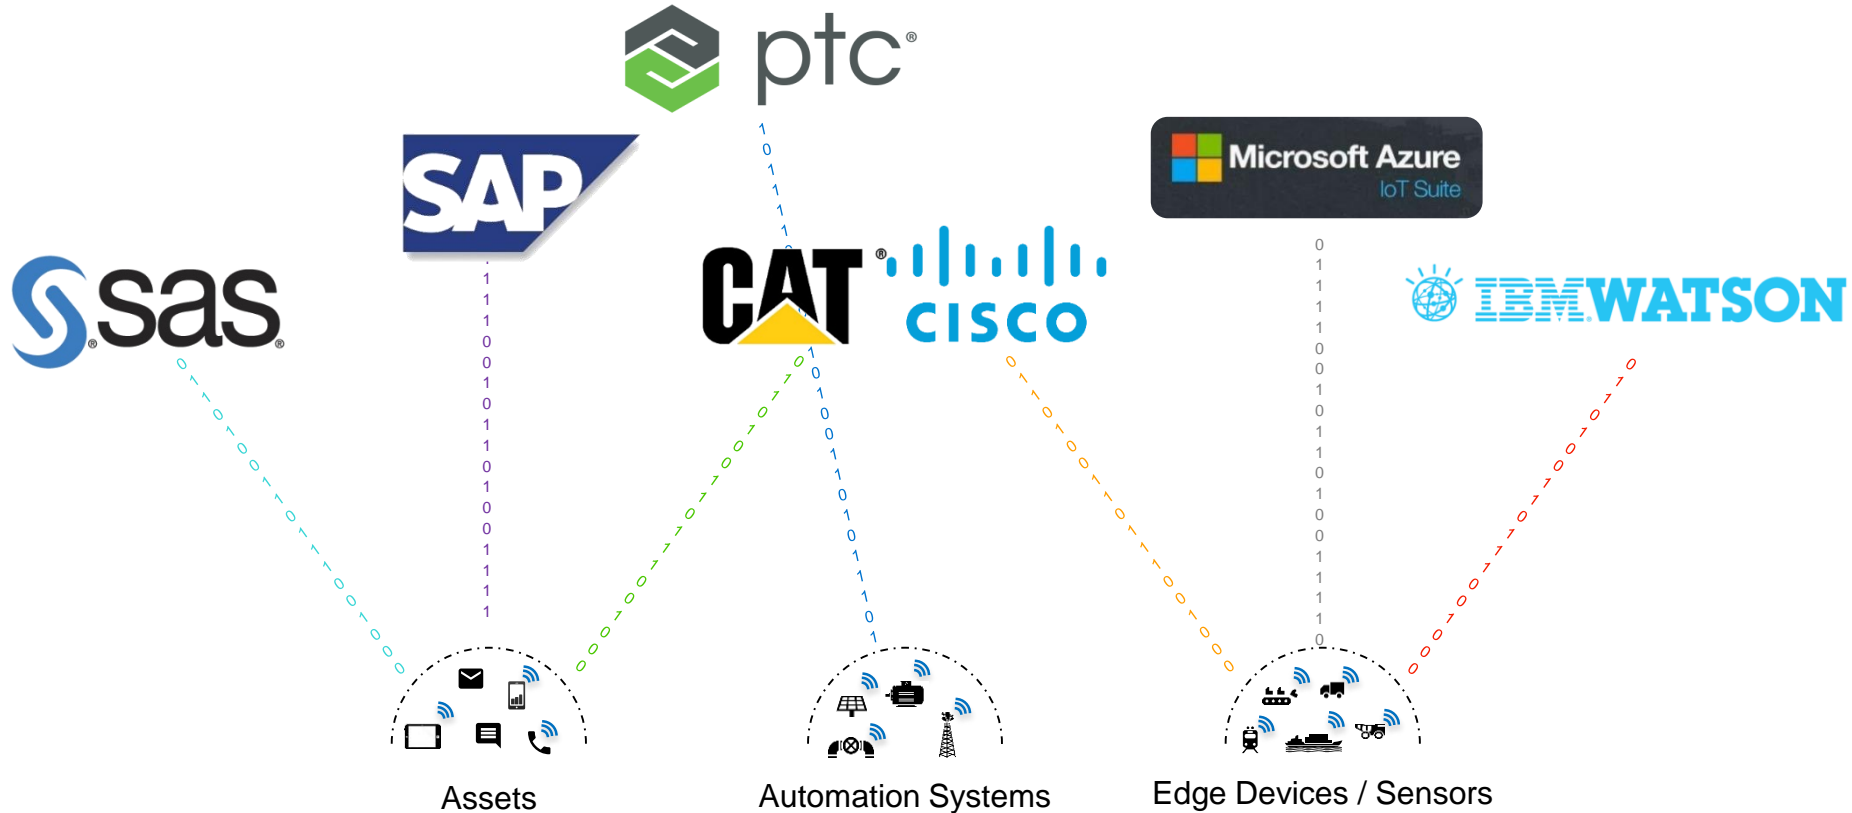 ptc®
SAP
Microsoft Azure
IoT Suite
CAT®
CISCO
sas®
IBM WATSON
Assets
Automation Systems
Edge Devices / Sensors